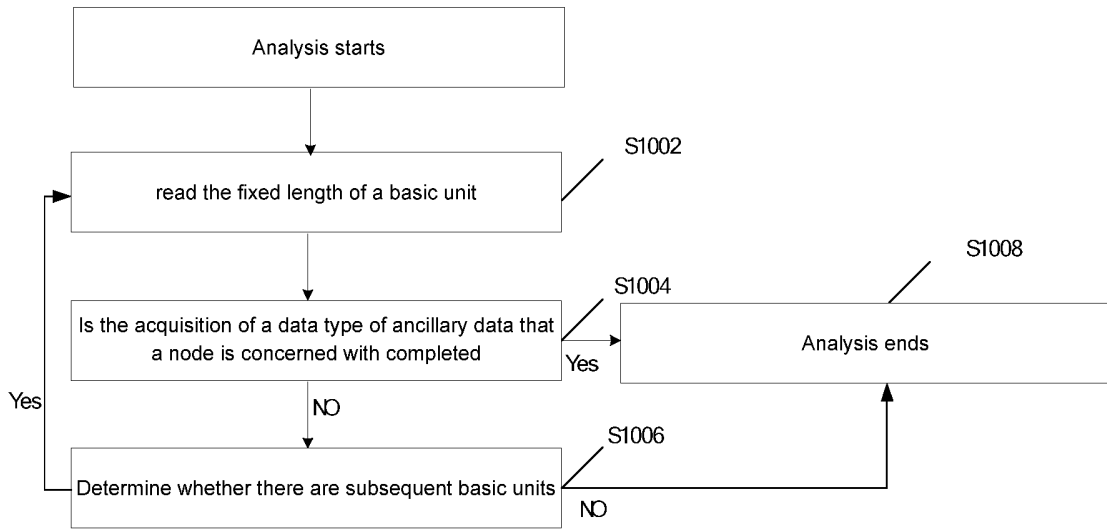 Analysis starts
S1002
read the fixed length of a basic unit
S1008
S1004
Is the acquisition of a data type of ancillary data that
a node is concerned with completed
Analysis ends
Yes
Yes
NO
S1006
Determine whether there are subsequent basic units
NO